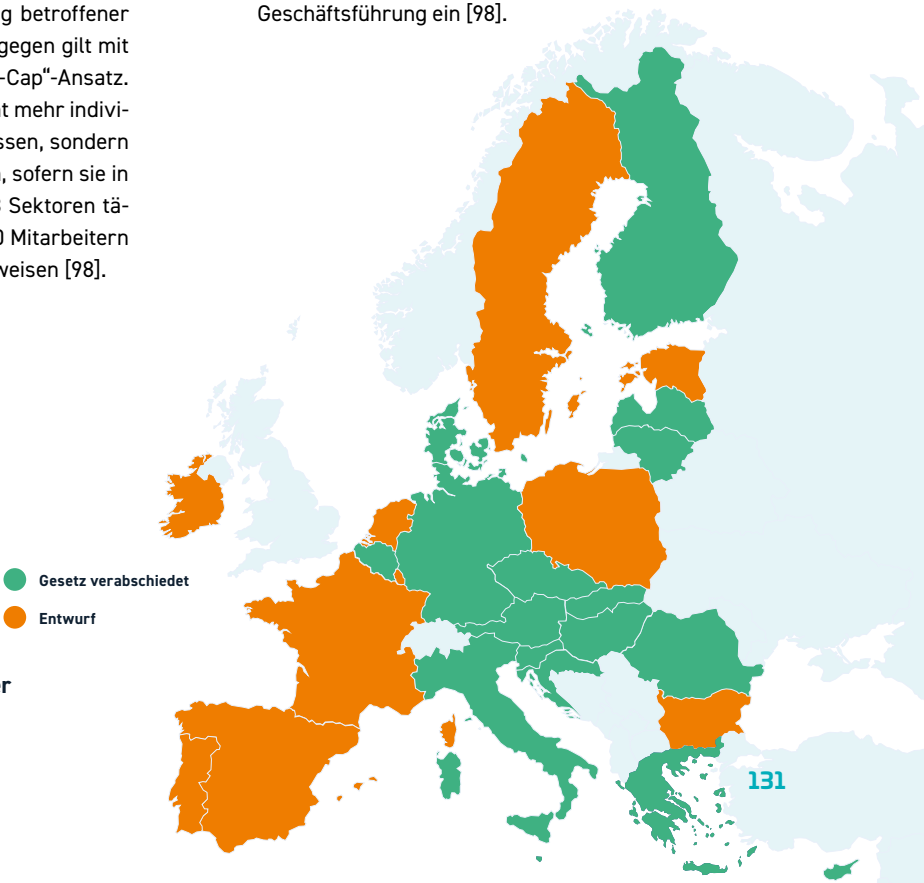 g betroffener
gegen gilt mit
-Cap“-Ansatz.
t mehr indivi-
ssen, sondern
, sofern sie in
Sektoren tä-
0 Mitarbeitern
weisen [98].
Geschäftsführung ein [98].
Gesetz verabschiedet
Entwurf
er
131